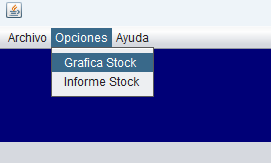 Archivo Opciones Ayuda
Grafica Stock
Informe Stock